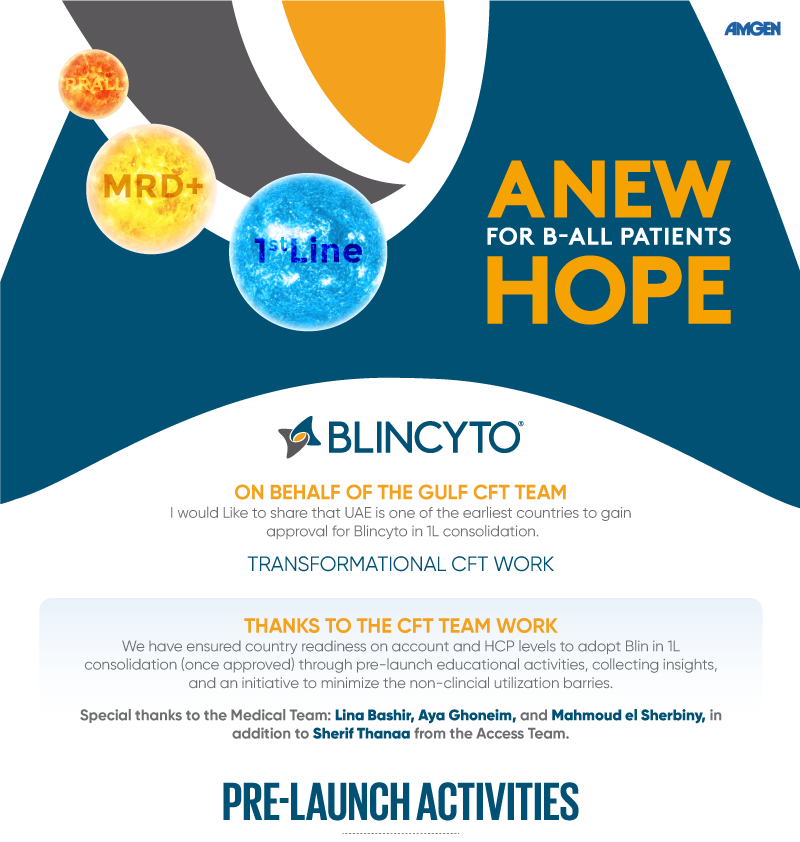 AMGEN
RRALL
MRD+
1st Line
A NEW
FOR B-ALL PATIENTS
HOPE
BLINCYTO®
ON BEHALF OF THE GULF CFT TEAM
I would Like to share that UAE is one of the earliest countries to gain
approval for Blincyto in 1L consolidation.
TRANSFORMATIONAL CFT WORK
THANKS TO THE CFT TEAM WORK
We have ensured country readiness on account and HCP levels to adopt Blin in 1L
consolidation (once approved) through pre-launch educational activities, collecting insights,
and an initiative to minimize the non-clincial utilization barries.
Special thanks to the Medical Team: Lina Bashir, Aya Ghoneim, and Mahmoud el Sherbiny, in
addition to Sherif Thanaa from the Access Team.
PRE-LAUNCH ACTIVITIES